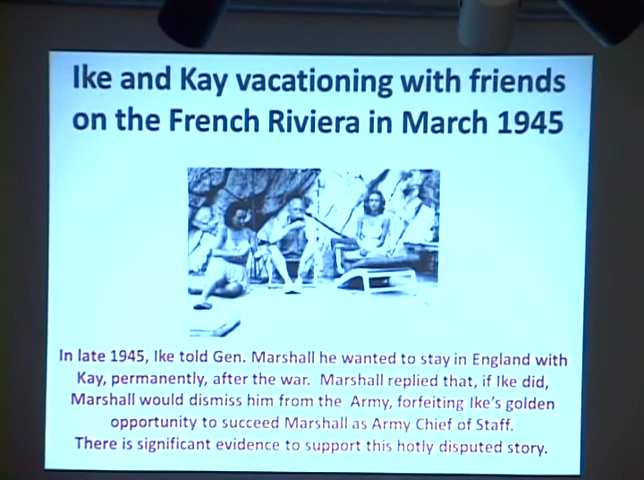 Ike and Kay vacationing with friends
on the French Riviera in March 1945
In late 1945, Ike told Gen. Marshall he wanted to stay in England with
Kay, permanently, after the war.  Marshall replied that, if Ike did,
Marshall would dismiss him from the  Army, forfeiting Ike's golden
opportunity to succeed Marshall as Army Chief of Staff.
There is significant evidence to support this hotly disputed story.